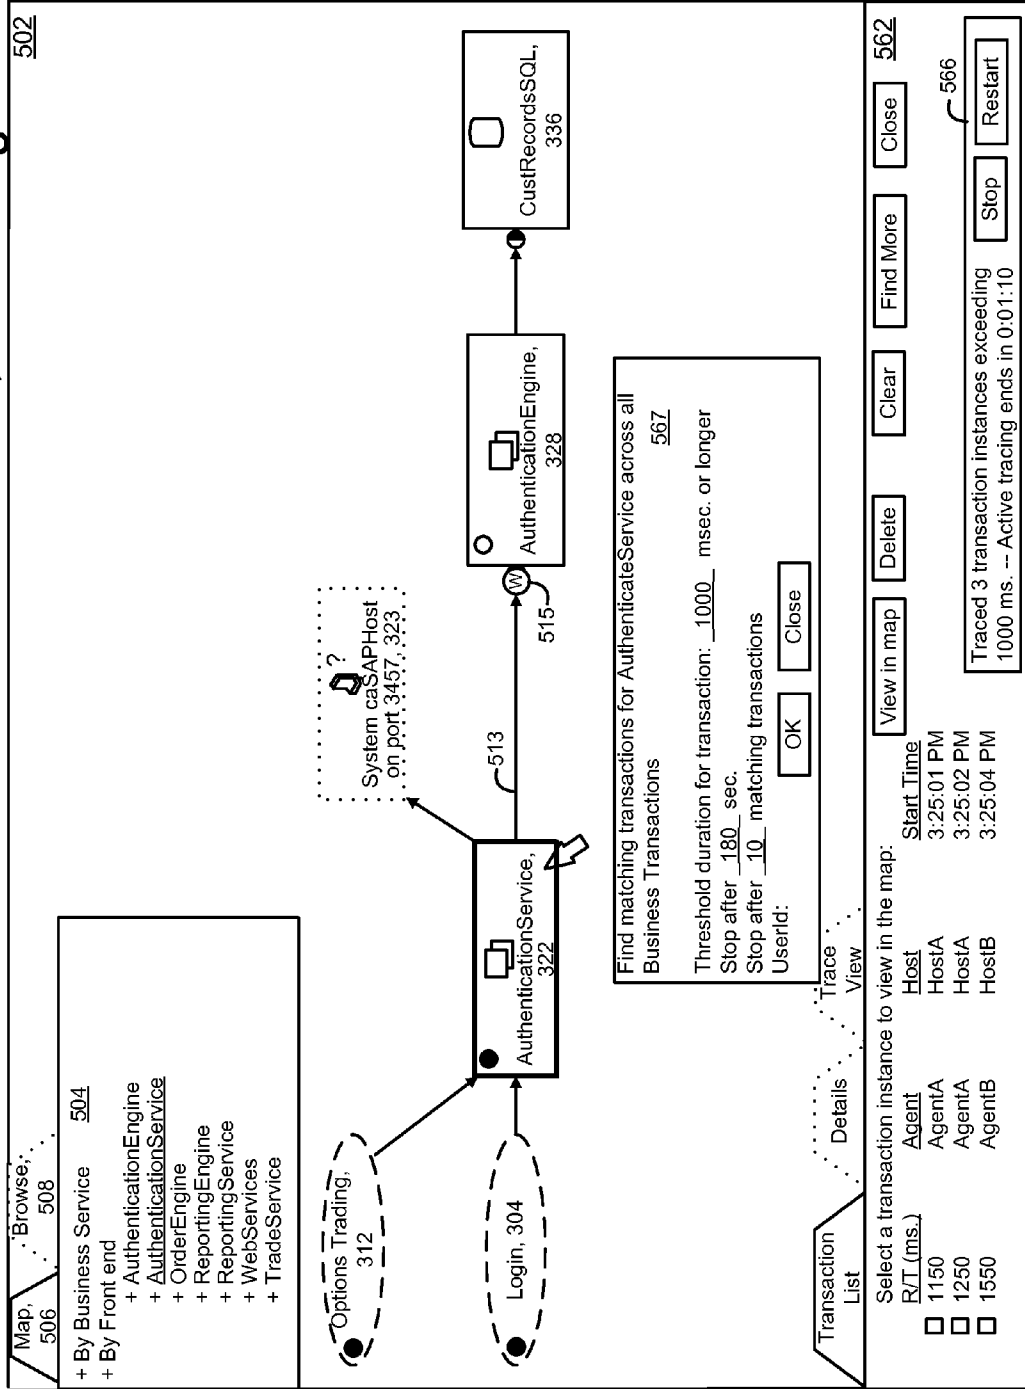 502
Map,
506
Browse,
508
+ By Business Service
504
+ By Front end
+ AuthenticationEngine
+ AuthenticationService
+ OrderEngine
+ ReportingEngine
+ ReportingService
+ WebServices
+ TradeService
Options Trading,
312
Login, 304
AuthenticationService,
322
System caSAPHost
on port 3457, 323
?
513
515
W
AuthenticationEngine,
328
CustRecordsSQL,
336
Find matching transactions for AuthenticateService across all
Business Transactions
567
Threshold duration for transaction: _1000_ msec. or longer
Stop after _180_ sec.
Stop after _10_ matching transactions
UserId:
OK
Close
Transaction
List
Details
Trace
View
562
Select a transaction instance to view in the map:
View in map
Delete
Clear
Find More
Close
R/T (ms.) Agent Host Start Time
1150 AgentA HostA 3:25:01 PM
1250 AgentA HostA 3:25:02 PM
1550 AgentB HostB 3:25:04 PM
566
Traced 3 transaction instances exceeding
1000 ms. -- Active tracing ends in 0:01:10
Stop
Restart